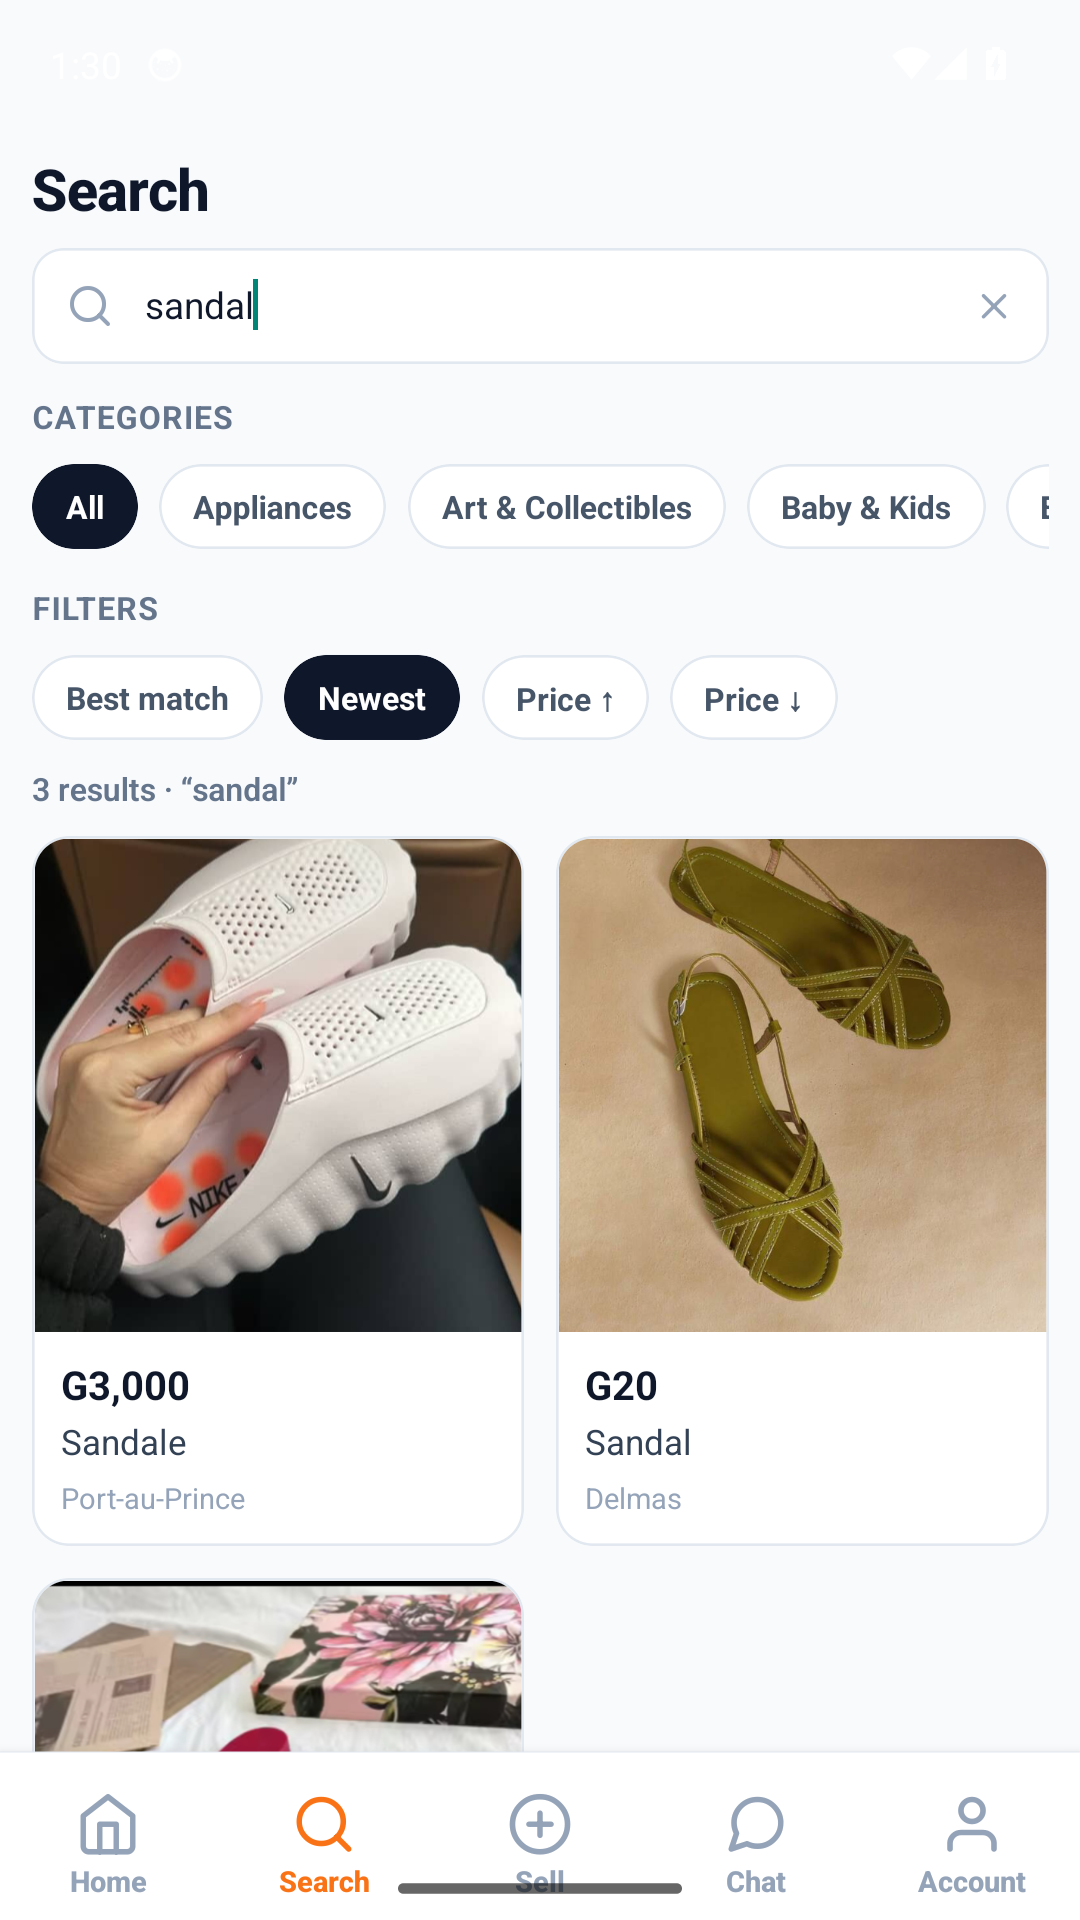 1:30
Search
sandal
CATEGORIES
All
Appliances
Art & Collectibles
Baby & Kids
FILTERS
Best match
Newest
Price ↑
Price ↓
3 results · “sandal”
NIKE
G3,000
Sandale
Port-au-Prince
G20
Sandal
Delmas
Home
Search
Sell
Chat
Account